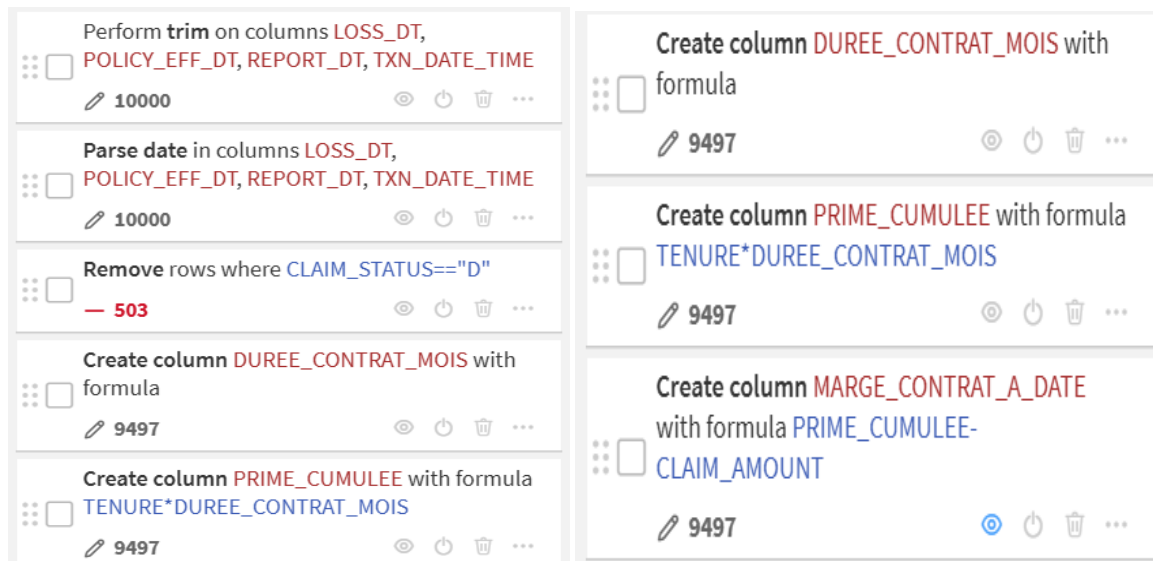 Perform trim on columns LOSS_DT,
POLICY_EFF_DT, REPORT_DT, TXN_DATE_TIME
10000
Parse date in columns LOSS_DT,
POLICY_EFF_DT, REPORT_DT, TXN_DATE_TIME
10000
Remove rows where CLAIM_STATUS=="D"
— 503
Create column DUREE_CONTRAT_MOIS with
formula
9497
Create column PRIME_CUMULEE with formula
TENURE*DUREE_CONTRAT_MOIS
9497
Create column DUREE_CONTRAT_MOIS with
formula
9497
Create column PRIME_CUMULEE with formula
TENURE*DUREE_CONTRAT_MOIS
9497
Create column MARGE_CONTRAT_A_DATE
with formula PRIME_CUMULEE-
CLAIM_AMOUNT
9497